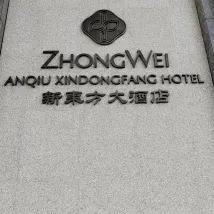 ZHONGWEI
ANQIU XINDONGFANG HOTEL
新東方大酒店